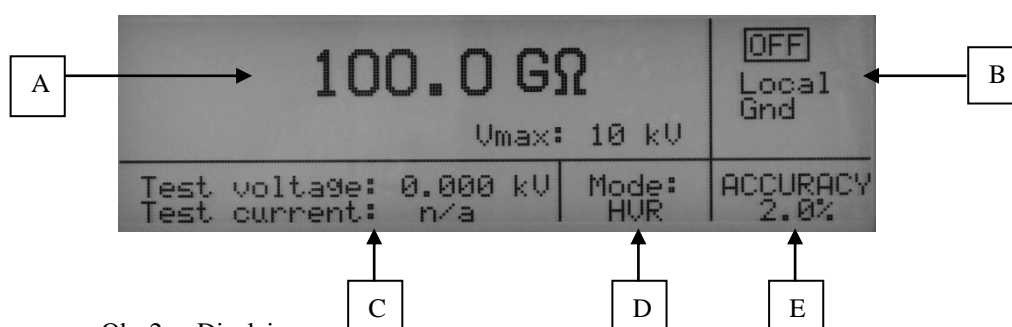 A
100.0 GΩ
Vmax: 10 kV
OFF
Local
Gnd
B
Test voltage: 0.000 kV
Test current: n/a
Mode:
HVR
ACCURACY
2.0%
C
D
E